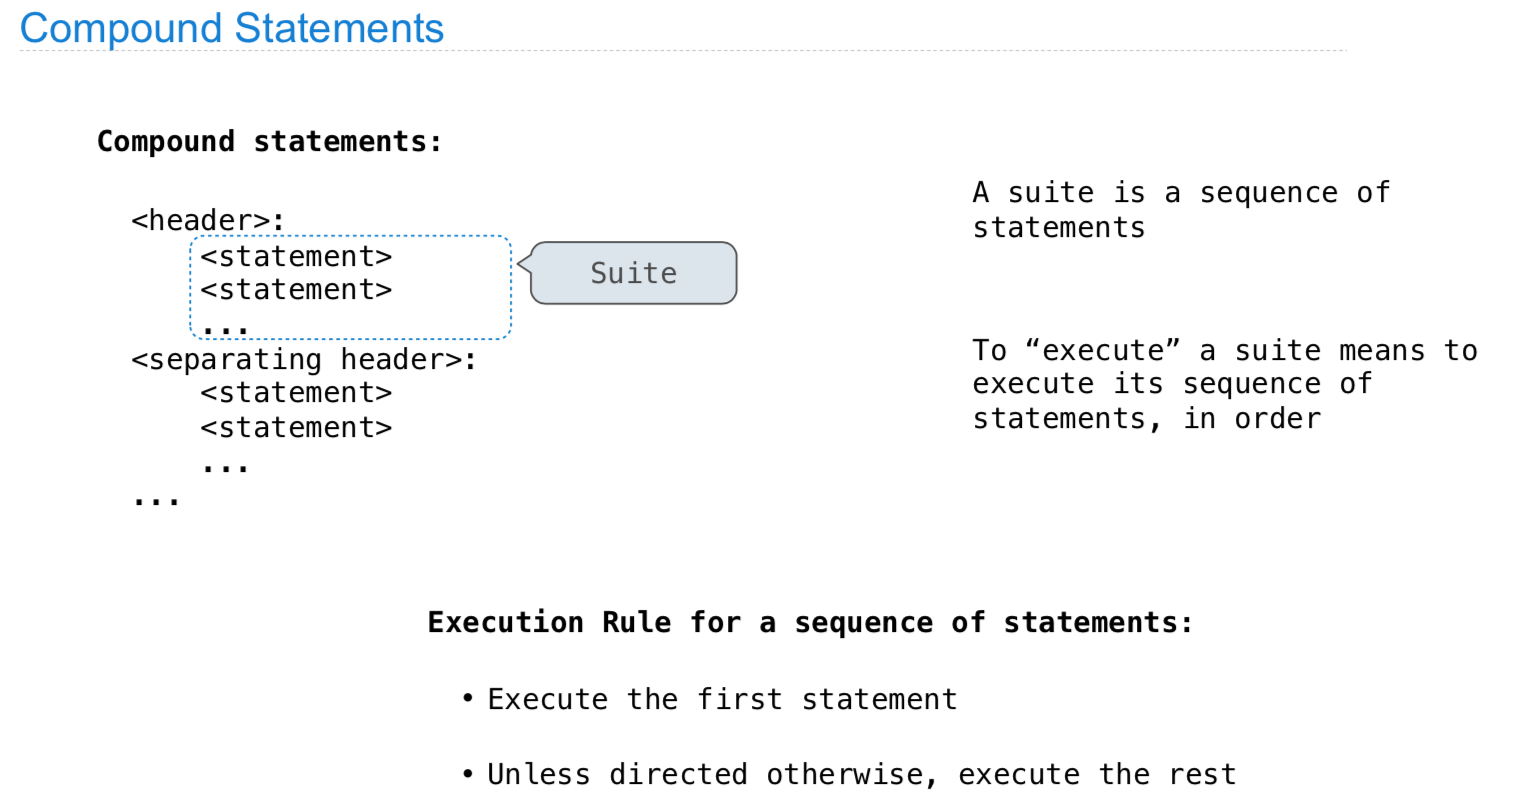 Compound Statements
Compound statements:
<header>:
<statement>
<statement>
...
Suite
<separating header>:
<statement>
<statement>
...
...
A suite is a sequence of
statements
To “execute” a suite means to
execute its sequence of
statements, in order
Execution Rule for a sequence of statements:
• Execute the first statement
• Unless directed otherwise, execute the rest